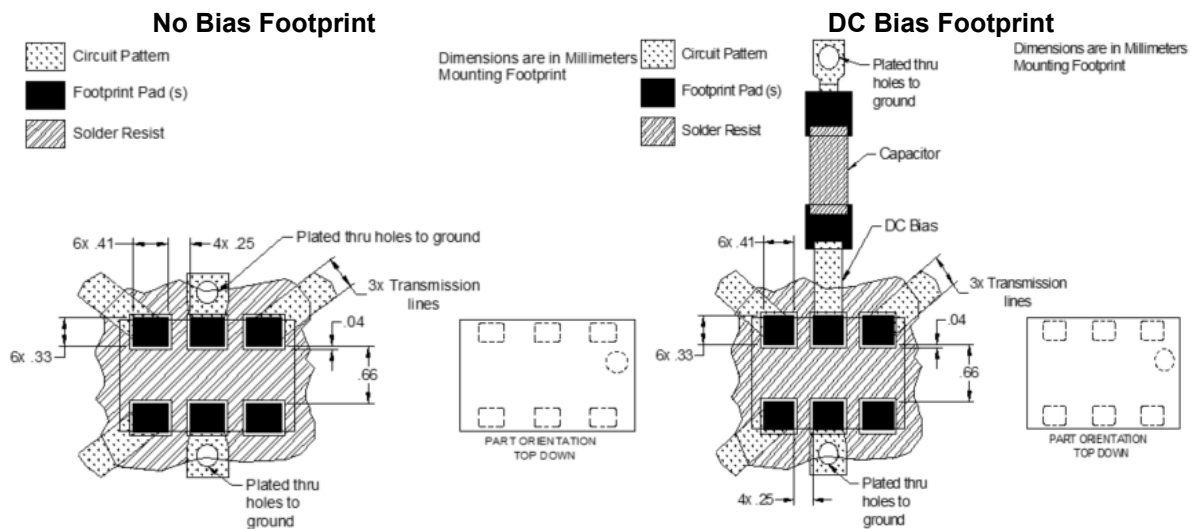 No Bias Footprint
Circuit Pattern
Footprint Pad (s)
Solder Resist
Dimensions are in Millimeters
Mounting Footprint
6x .41
4x .25
Plated thru holes to ground
3x Transmission
lines
6x .33
.04
.66
Plated thru
holes to
ground
PART ORIENTATION
TOP DOWN
DC Bias Footprint
Circuit Pattern
Footprint Pad (s)
Solder Resist
Plated thru
holes to
ground
Dimensions are in Millimeters
Mounting Footprint
Capacitor
DC Bias
6x .41
3x Transmission
lines
6x .33
.04
.66
4x .25
Plated thru
holes to
ground
PART ORIENTATION
TOP DOWN